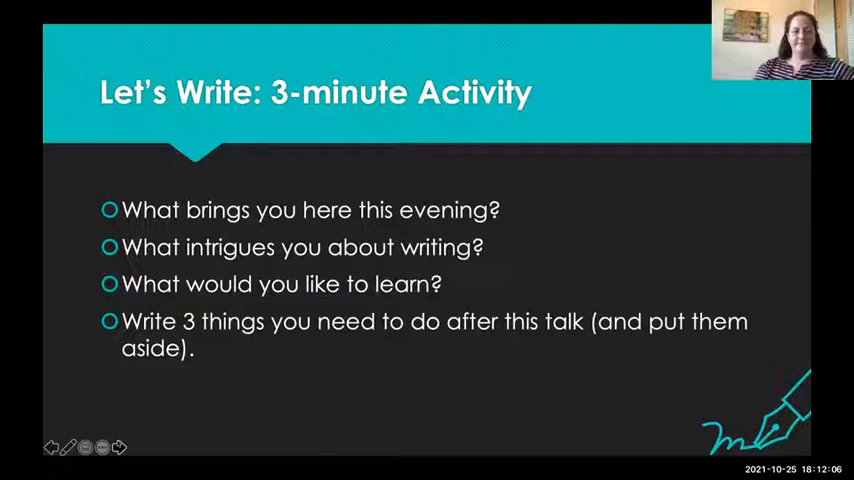 Let's Write: 3-minute Activity
What brings you here this evening?
What intrigues you about writing?
What would you like to learn?
Write 3 things you need to do after this talk (and put them
aside).
2021-10-25 18:12:06